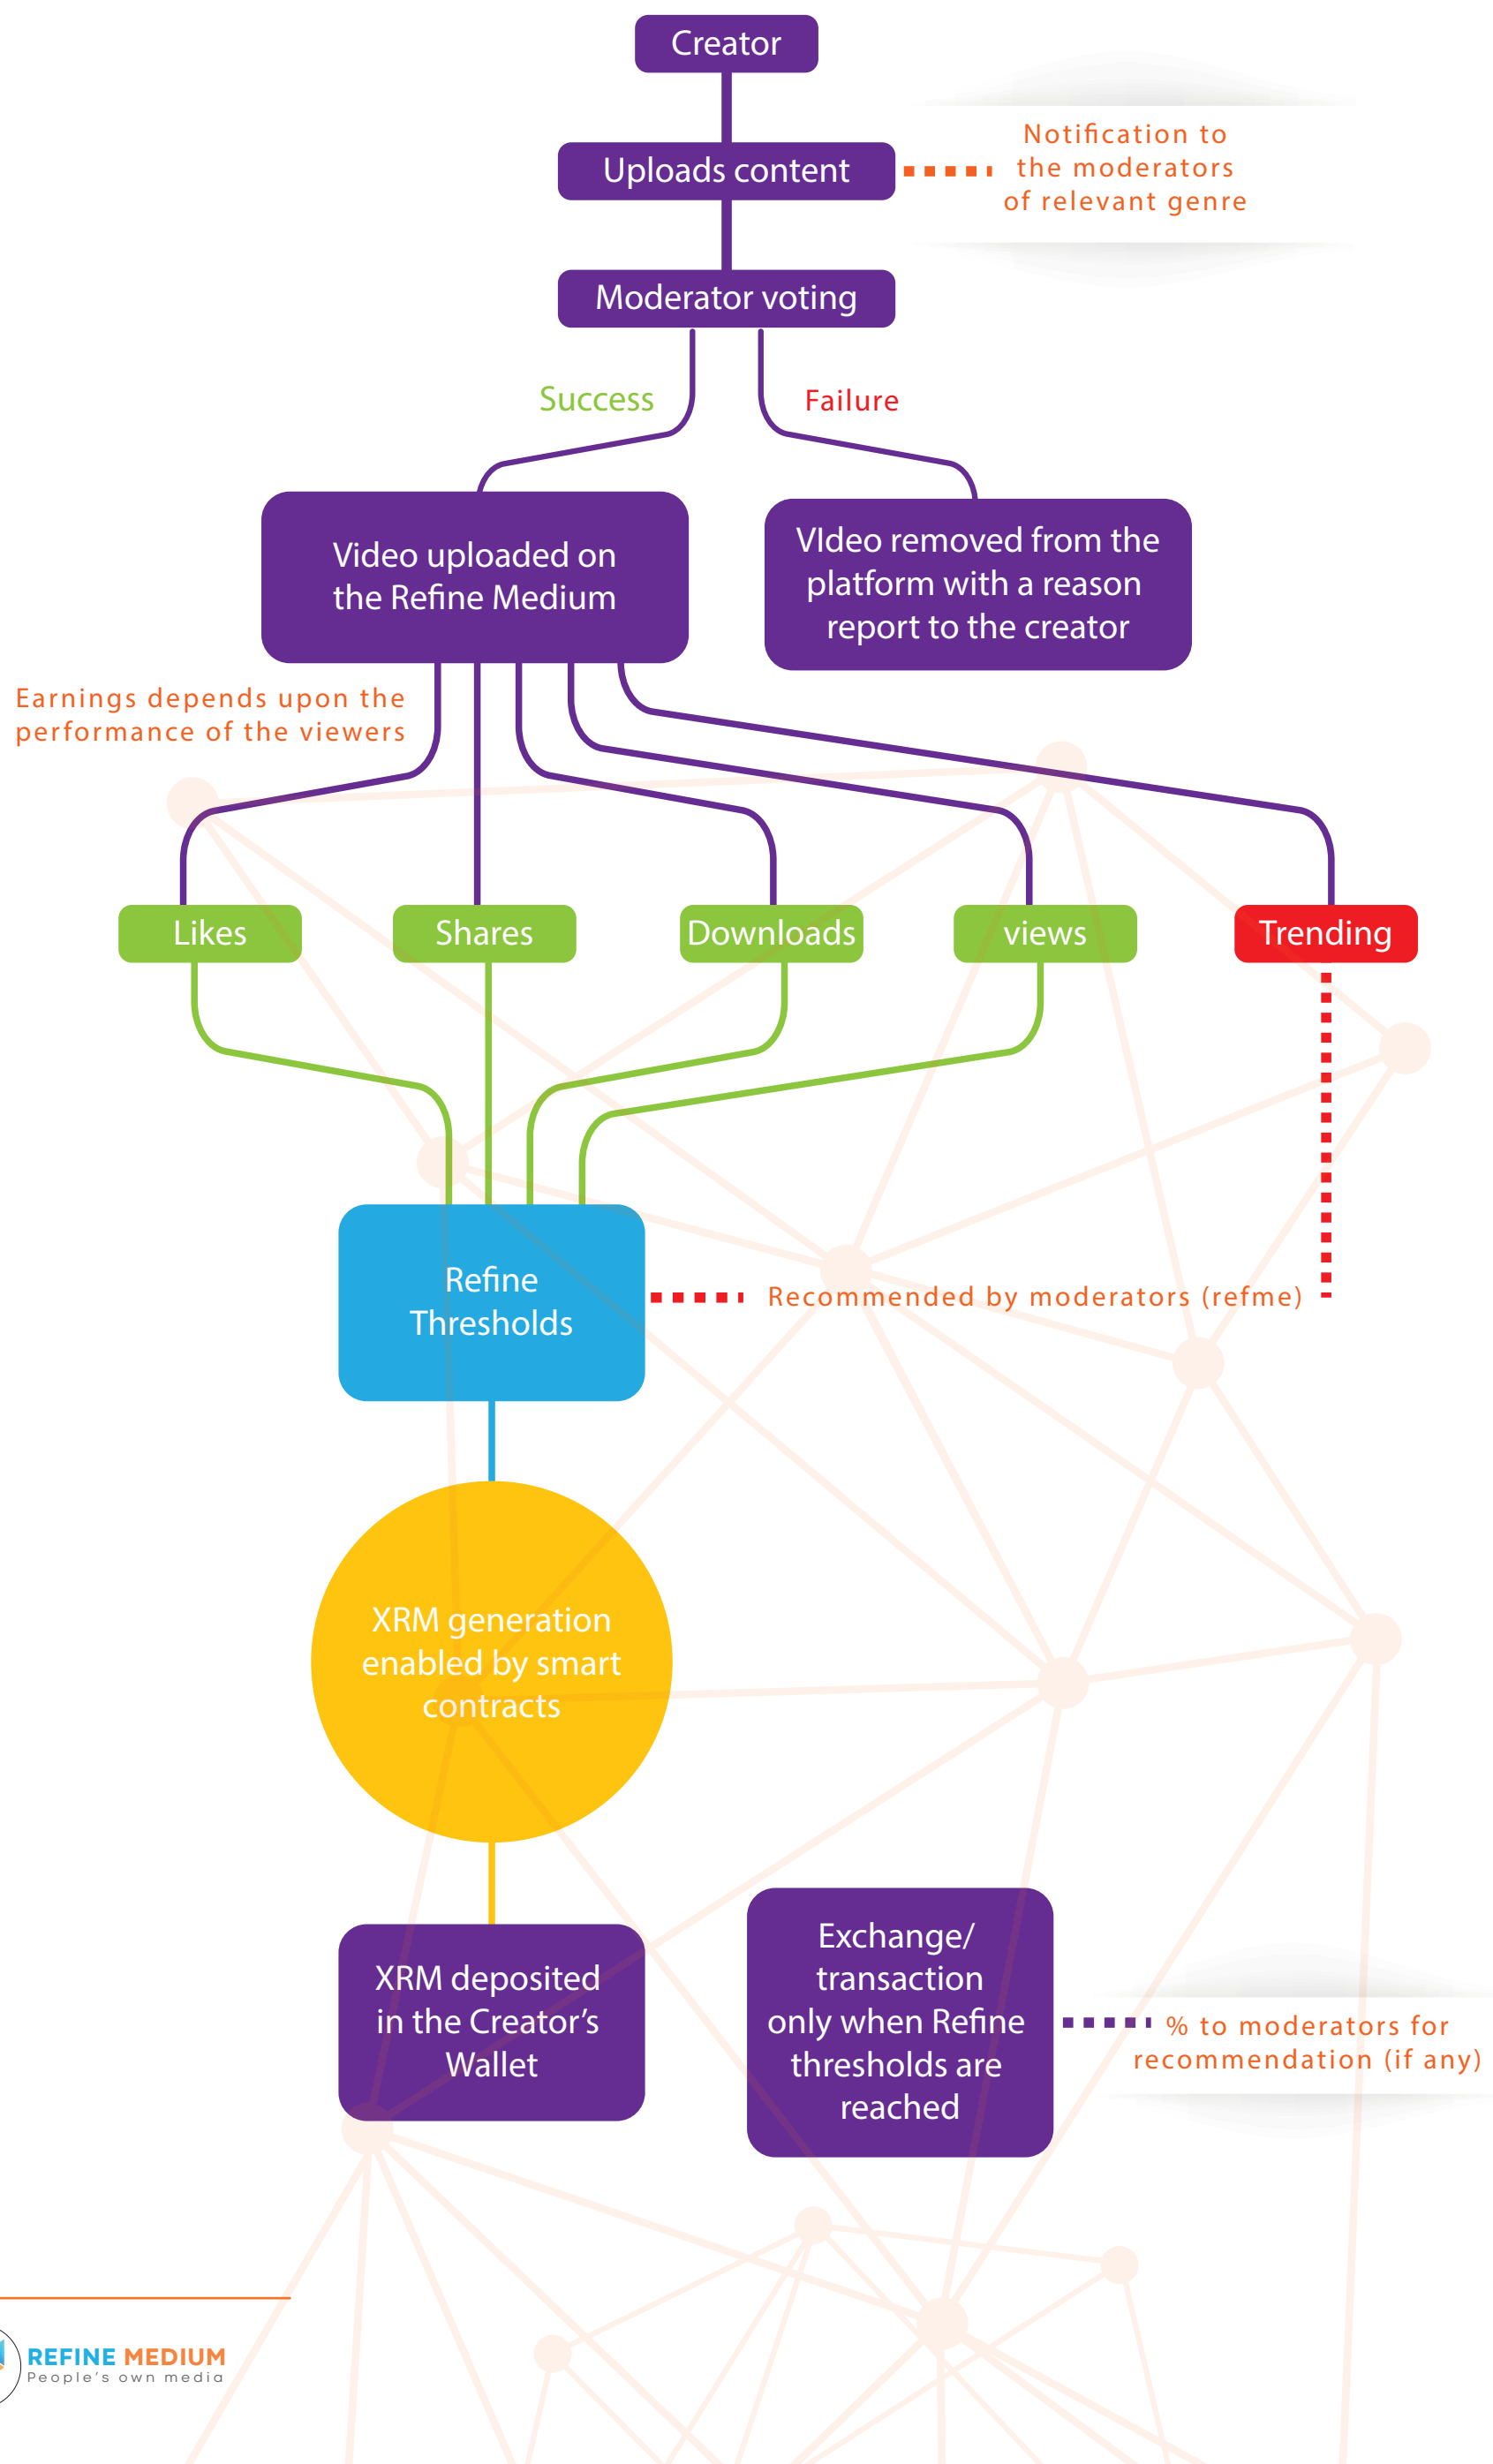 Creator
Uploads content
Notification to
the moderators
of relevant genre
Moderator voting
Success
Failure
Video uploaded on
the Refine Medium
VIdeo removed from the
platform with a reason
report to the creator
Earnings depends upon the
performance of the viewers
Likes
Shares
Downloads
views
Trending
Refine
Thresholds
Recommended by moderators (refme)
XRM generation
enabled by smart
contracts
XRM deposited
in the Creator’s
Wallet
Exchange/
transaction
only when Refine
thresholds are
reached
% to moderators for
recommendation (if any)
REFINE MEDIUM
People's own media